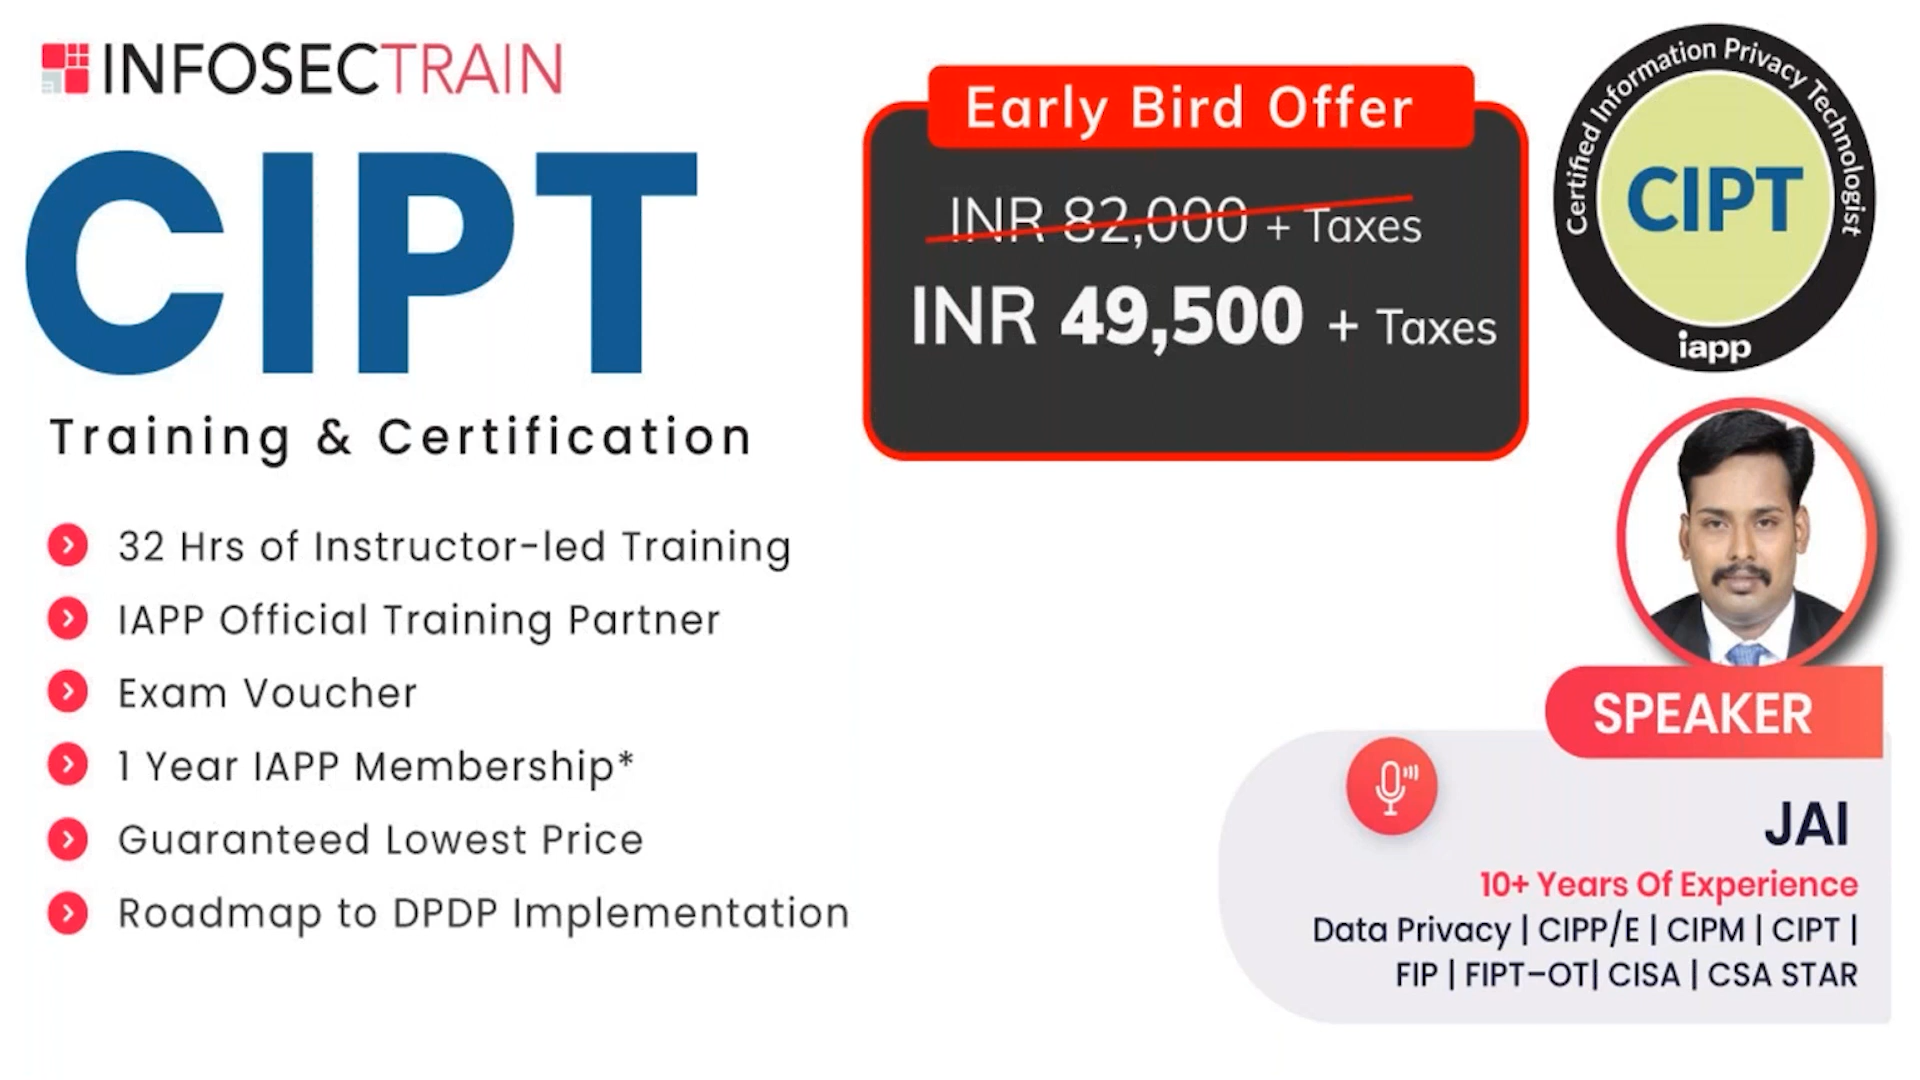 INFOSECTRAIN
CIPT
Training & Certification
32 Hrs of Instructor-led Training
IAPP Official Training Partner
Exam Voucher
1 Year IAPP Membership*
Guaranteed Lowest Price
Roadmap to DPDP Implementation
Early Bird Offer
INR 82,000 + Taxes
INR 49,500 + Taxes
Certified Information Privacy Technologist
CIPT
iapp
SPEAKER
JAI
10+ Years Of Experience
Data Privacy | CIPP/E | CIPM | CIPT |
FIP | FIPT-OT| CISA | CSA STAR